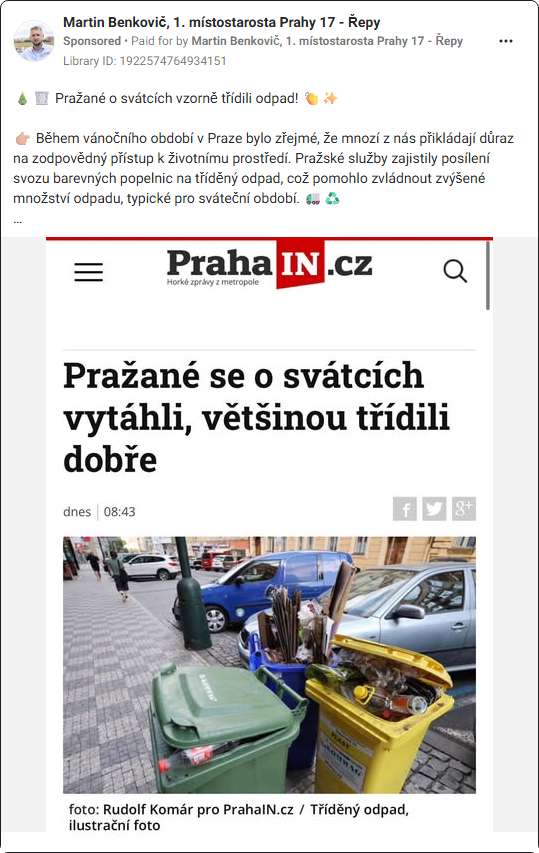 Martin Benkovič, 1. místostarosta Prahy 17 - Řepy
Sponsored • Paid for by Martin Benkovič, 1. místostarosta Prahy 17 - Řepy
Library ID: 1922574764934151
🎄 🗑️ Pražané o svátcích vzorně třídili odpad! 👏 ✨
👉🏼 Během vánočního období v Praze bylo zřejmé, že mnozí z nás přikládají důraz
na zodpovědný přístup k životnímu prostředí. Pražské služby zajistily posílení
svozu barevných popelnic na tříděný odpad, což pomohlo zvládnout zvýšené
množství odpadu, typické pro sváteční období. 🚛 ♻️
...
Praha IN.cz
Horké zprávy z metropole
Pražané se o svátcích
vytáhli, většinou třídili
dobře
dnes | 08:43
foto: Rudolf Komár pro PrahaIN.cz / Tříděný odpad,
ilustrační foto